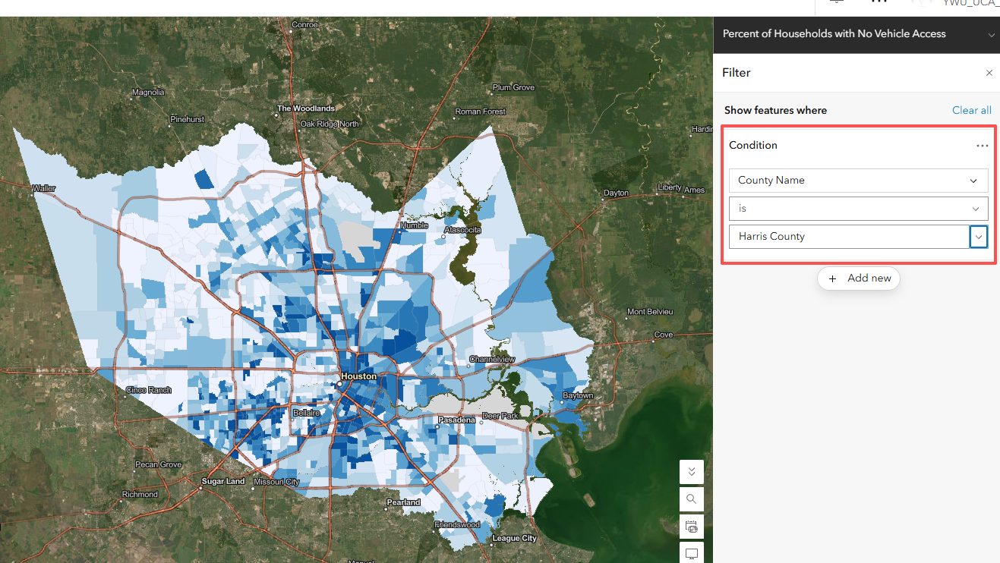 YWU_UCA_
Percent of Households with No Vehicle Access
Filter
Show features where
Clear all
Condition
County Name
is
Harris County
Add new
Conroe
Plum Grove
Magnolia
The Woodlands
Roman Forest
Pinehurst
Oak Ridge North
Hardin
Waller
Dayton
Liberty
Ames
Humble
Atascocita
Mont Belvieu
Cove
Channelview
Houston
Cinco Ranch
Baytown
Bellaire
Deer Park
Pasadena
Pecan Grove
Sugar Land
Missouri City
Richmond
Pearland
Friendswood
League City